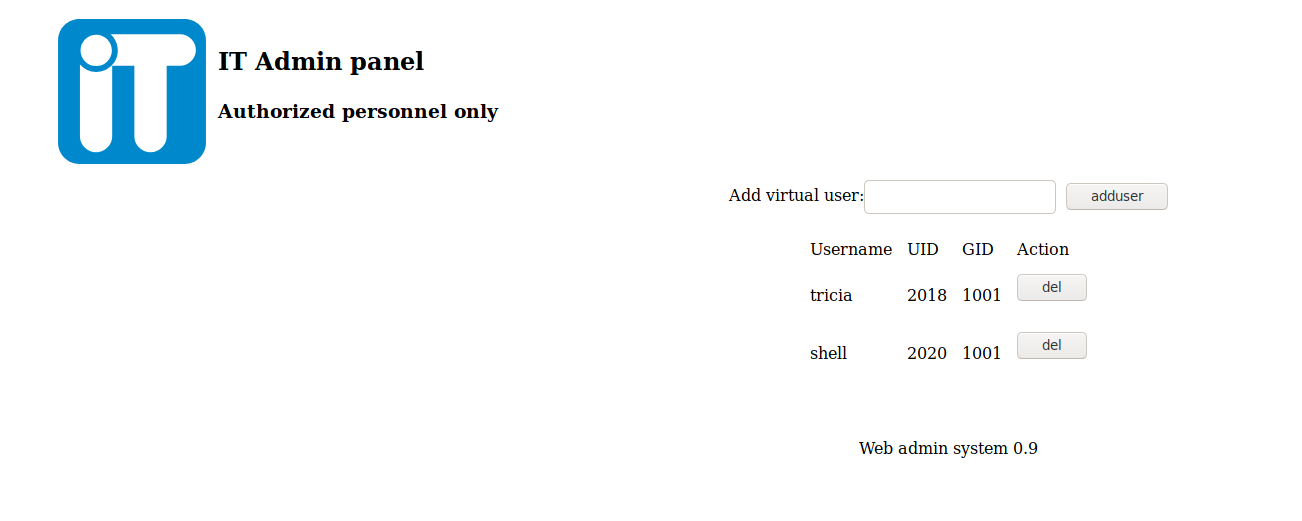 iT
IT Admin panel
Authorized personnel only
Add virtual user: adduser
Username UID GID Action
tricia 2018 1001 del
shell 2020 1001 del
Web admin system 0.9